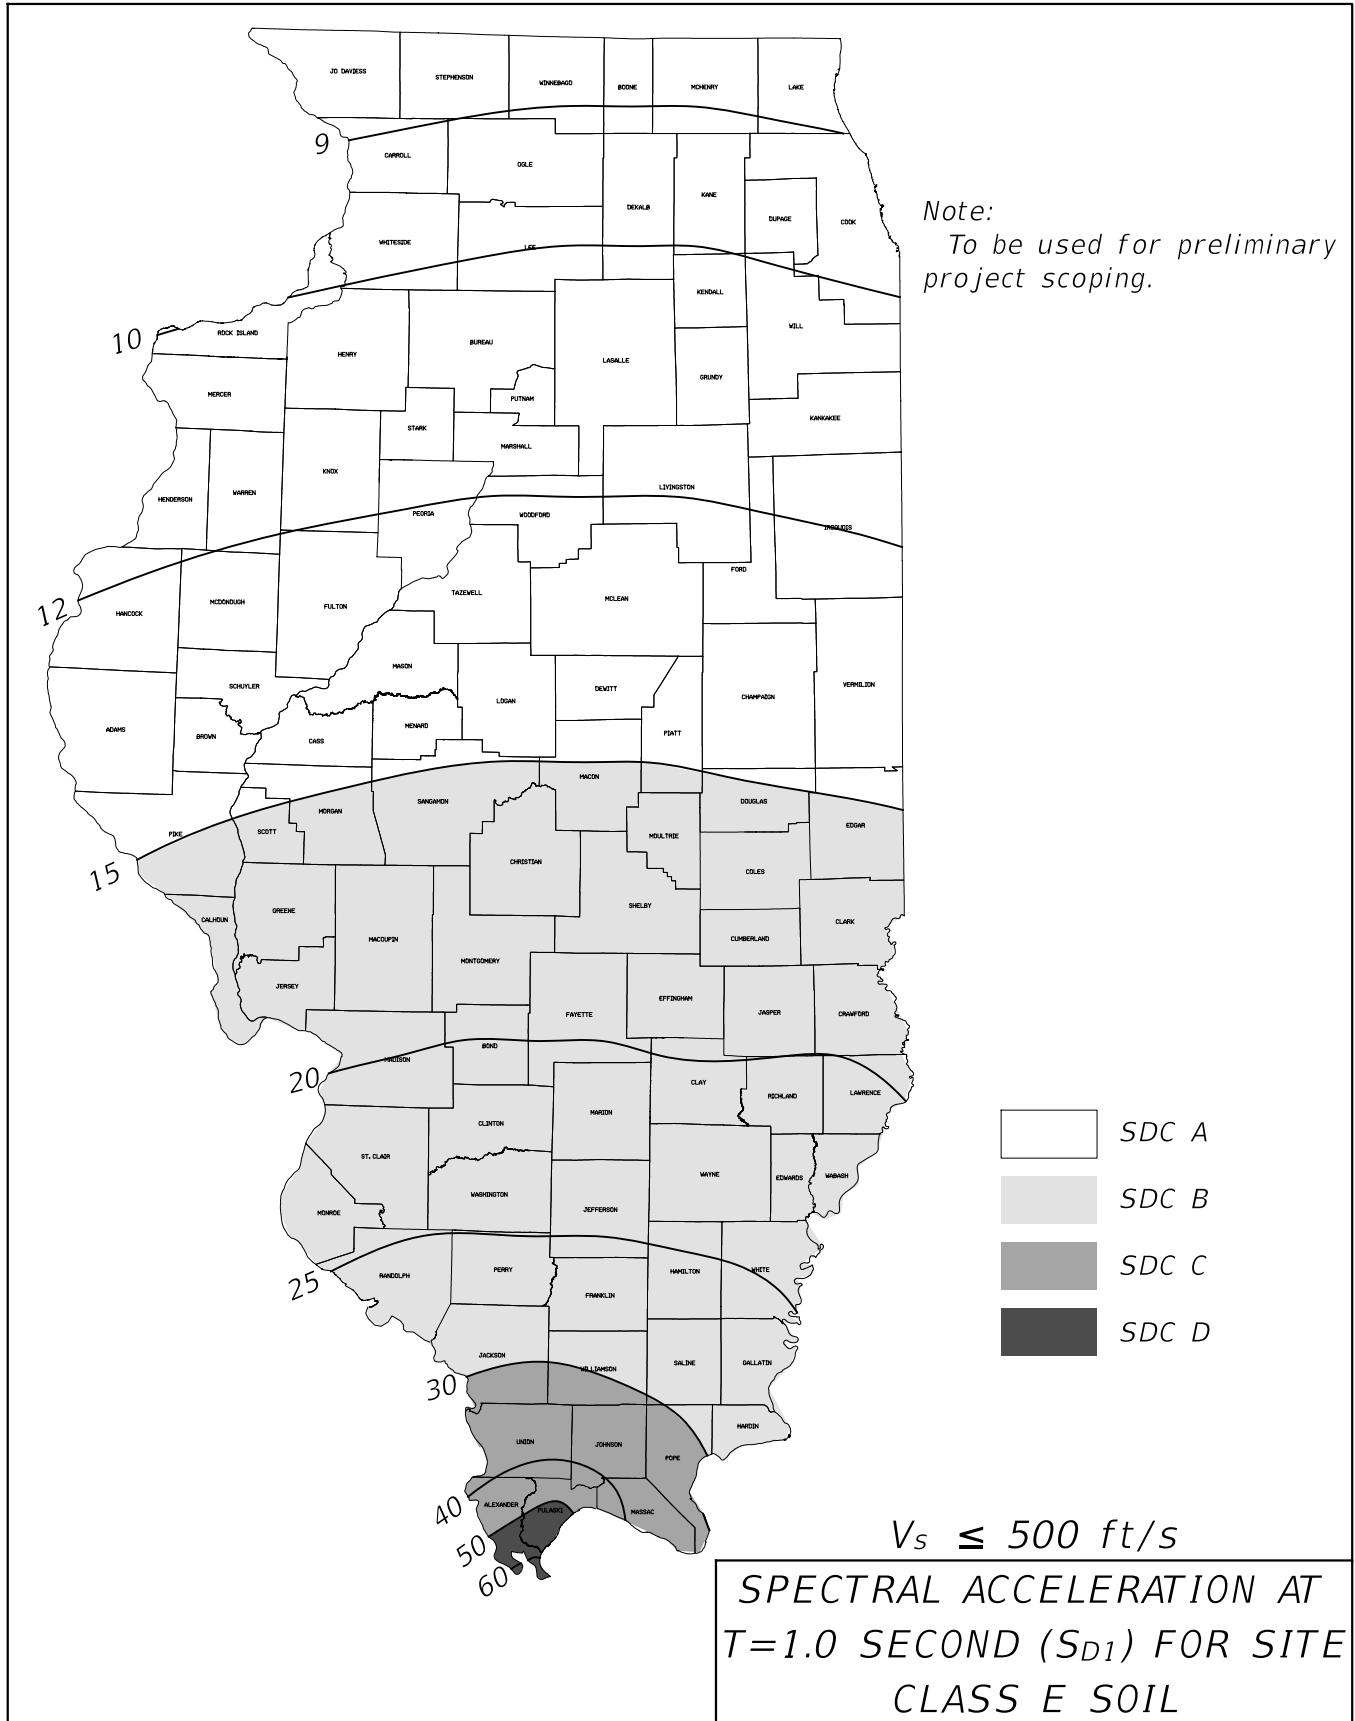 JO DAVIESS
STEPHENSON
WINNEBAGO
BOONE
MCHENRY
LAKE
9
CARROLL
OGLE
DEKALB
KANE
DUPAGE
COOK
Note:
To be used for preliminary
project scoping.
WHITESIDE
LEE
KENDALL
10
ROCK ISLAND
HENRY
BUREAU
LASALLE
GRUNDY
WILL
MERCER
PUTNAM
STARK
MARSHALL
KANKAKEE
HENDERSON
WARREN
KNOX
PEORIA
WOODFORD
LIVINGSTON
IROQUOIS
12
HANCOCK
MCDONOUGH
FULTON
TAZEWELL
MCLEAN
FORD
SCHUYLER
MASON
LOGAN
DEWITT
CHAMPAIGN
VERMILION
ADAMS
BROWN
CASS
MENARD
PIATT
15
PIKE
SCOTT
MORGAN
SANGAMON
MACON
MOULTRIE
DOUGLAS
EDGAR
CHRISTIAN
COLES
CALHOUN
GREENE
MACOUPIN
MONTGOMERY
SHELBY
CUMBERLAND
CLARK
JERSEY
FAYETTE
EFFINGHAM
JASPER
CRAWFORD
20
MADISON
BOND
CLAY
RICHLAND
LAWRENCE
CLINTON
MARION
ST. CLAIR
WASHINGTON
WAYNE
EDWARDS
WABASH
MONROE
JEFFERSON
25
RANDOLPH
PERRY
FRANKLIN
HAMILTON
WHITE
30
JACKSON
WILLIAMSON
SALINE
GALLATIN
UNION
JOHNSON
POPE
HARDIN
40
ALEXANDER
PULASKI
MASSAC
50
60
SDC A
SDC B
SDC C
SDC D
VS ≤ 500 ft/s
SPECTRAL ACCELERATION AT
T=1.0 SECOND (SD1) FOR SITE
CLASS E SOIL